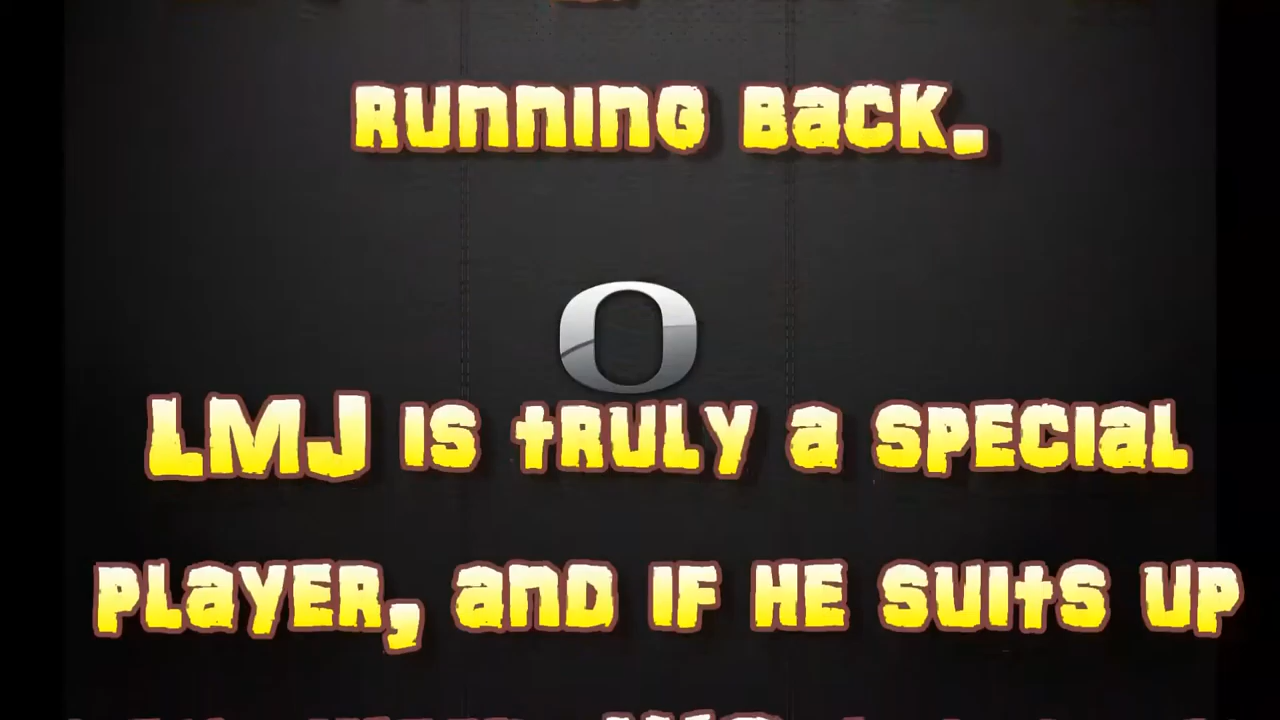 RUNNING BACK.
O
LMJ IS TRULY A SPECIAL
PLAYER, AND IF HE SUITS UP